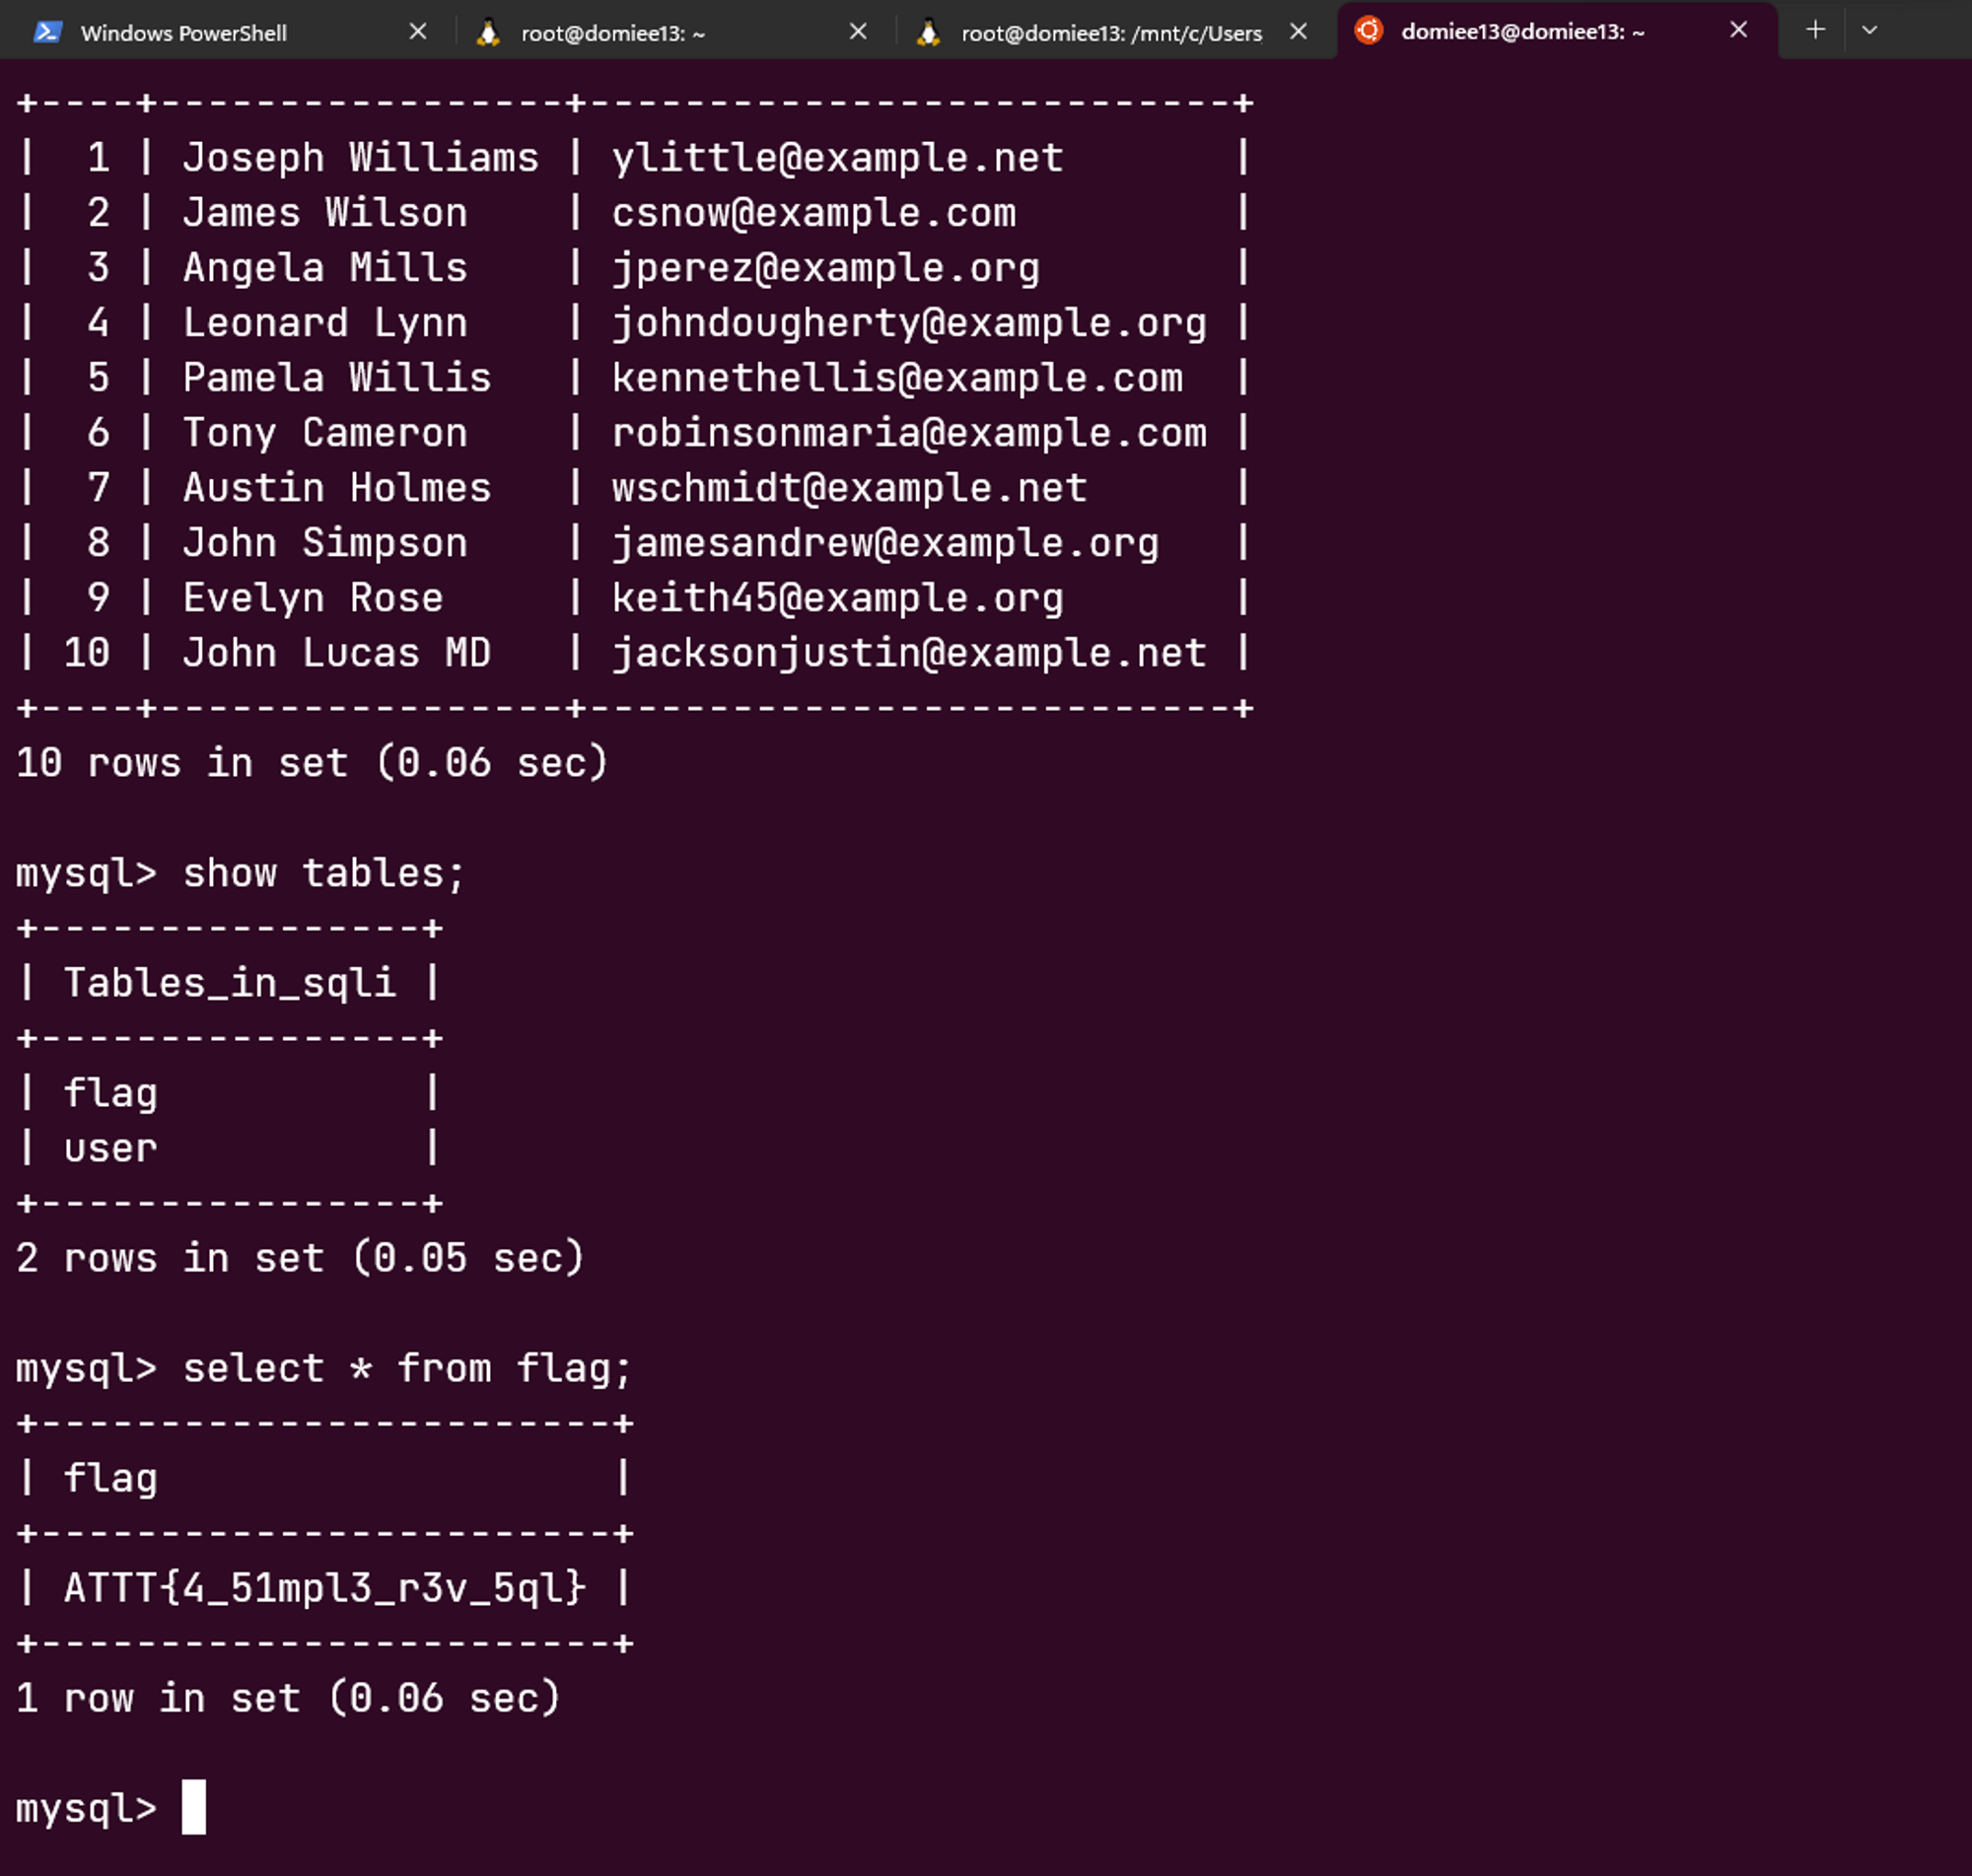 Windows PowerShell root@domiee13: ~ root@domiee13: /mnt/c/Users domiee13@domiee13: ~
+----+-----------------+---------------------------+
|  1 | Joseph Williams | ylittle@example.net       |
|  2 | James Wilson    | csnow@example.com         |
|  3 | Angela Mills    | jperez@example.org        |
|  4 | Leonard Lynn    | johndougherty@example.org |
|  5 | Pamela Willis   | kennethellis@example.com  |
|  6 | Tony Cameron    | robinsonmaria@example.com |
|  7 | Austin Holmes   | wschmidt@example.net      |
|  8 | John Simpson    | jamesandrew@example.org   |
|  9 | Evelyn Rose     | keith45@example.org       |
| 10 | John Lucas MD   | jacksonjustin@example.net |
+----+-----------------+---------------------------+
10 rows in set (0.06 sec)
mysql> show tables;
+----------------+
| Tables_in_sqli |
+----------------+
| flag           |
| user           |
+----------------+
2 rows in set (0.05 sec)
mysql> select * from flag;
+------------------------+
| flag                   |
+------------------------+
| ATTT{4_51mpl3_r3v_5ql} |
+------------------------+
1 row in set (0.06 sec)
mysql>